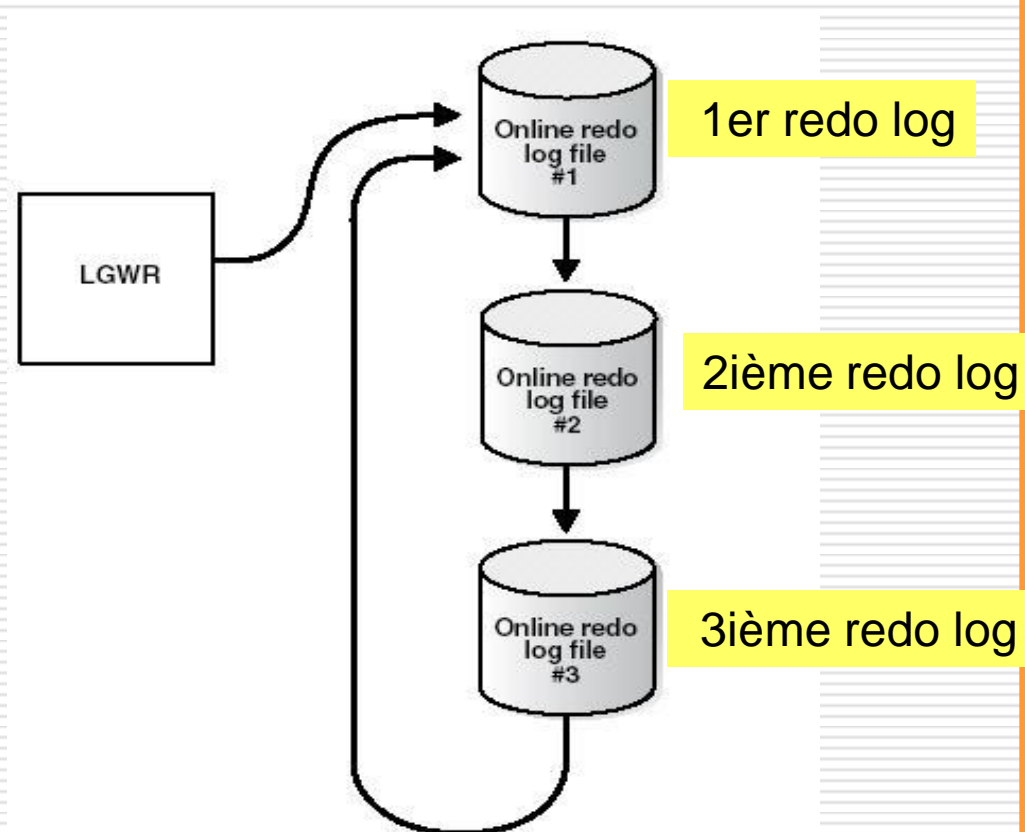 Online redo
log file
#1
1er redo log
LGWR
Online redo
log file
#2
2ième redo log
Online redo
log file
#3
3ième redo log